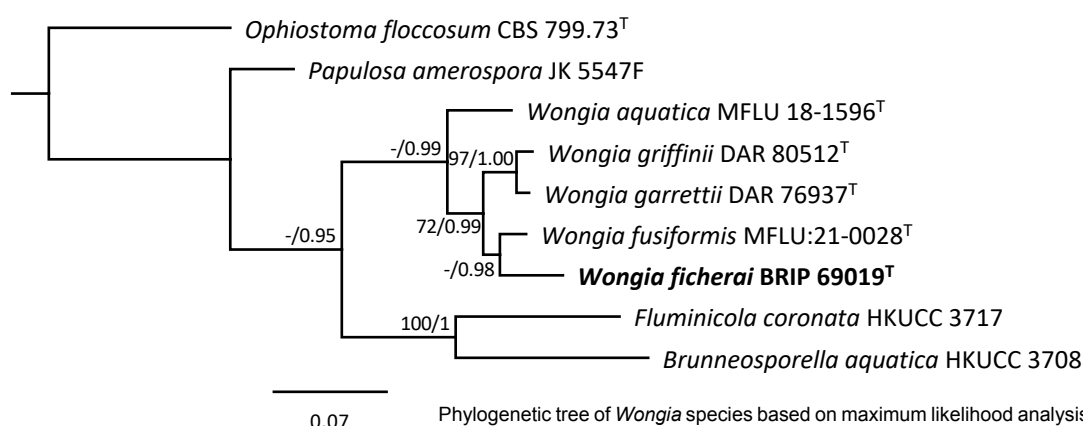 Ophiostoma floccosum CBS 799.73ᵀ
Papulosa amerospora JK 5547F
Wongia aquatica MFLU 18-1596ᵀ
-/0.99
97/1.00
Wongia griffinii DAR 80512ᵀ
Wongia garrettii DAR 76937ᵀ
72/0.99
Wongia fusiformis MFLU:21-0028ᵀ
-/0.95
-/0.98
Wongia ficherai BRIP 69019ᵀ
100/1
Fluminicola coronata HKUCC 3717
Brunneosporella aquatica HKUCC 3708
0.07
Phylogenetic tree of Wongia species based on maximum likelihood analysis